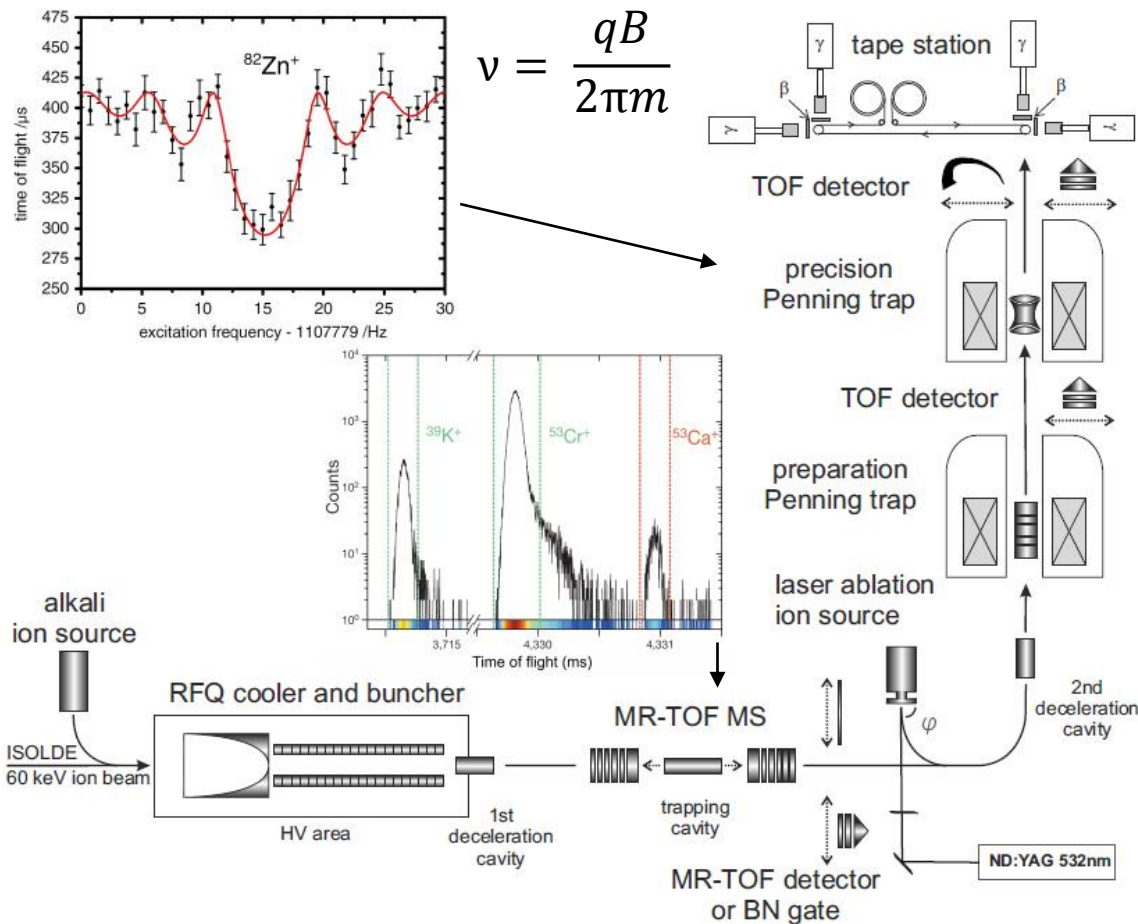 475
450
425
400
375
350
325
300
275
250
time of flight /μs
⁸²Zn⁺
0 5 10 15 20 25 30
excitation frequency - 1107779 /Hz
ν = qB / 2πm
γ
tape station
γ
β
β
γ
γ
TOF detector
precision
Penning trap
TOF detector
preparation
Penning trap
laser ablation
ion source
10⁴
10³
10²
10¹
10⁰
Counts
³⁹K⁺
⁵³Cr⁺
⁵³Ca⁺
3,715 4,330 4,331
Time of flight (ms)
alkali
ion source
RFQ cooler and buncher
ISOLDE
60 keV ion beam
HV area
1st
deceleration
cavity
MR-TOF MS
trapping
cavity
MR-TOF detector
or BN gate
φ
2nd
deceleration
cavity
ND:YAG 532nm